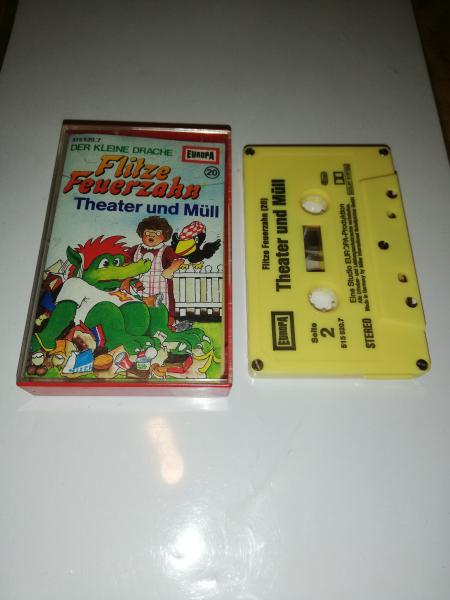 515 520.7
DER KLEINE DRACHE
EUROPA
Flitze
20
Feuerzahn
Theater und Müll
EUROPA
Seite
2
515 520.7
Flitze Feuerzahn (20)
Theater und Müll
Eine Studio EUROPA-Produktion
STEREO